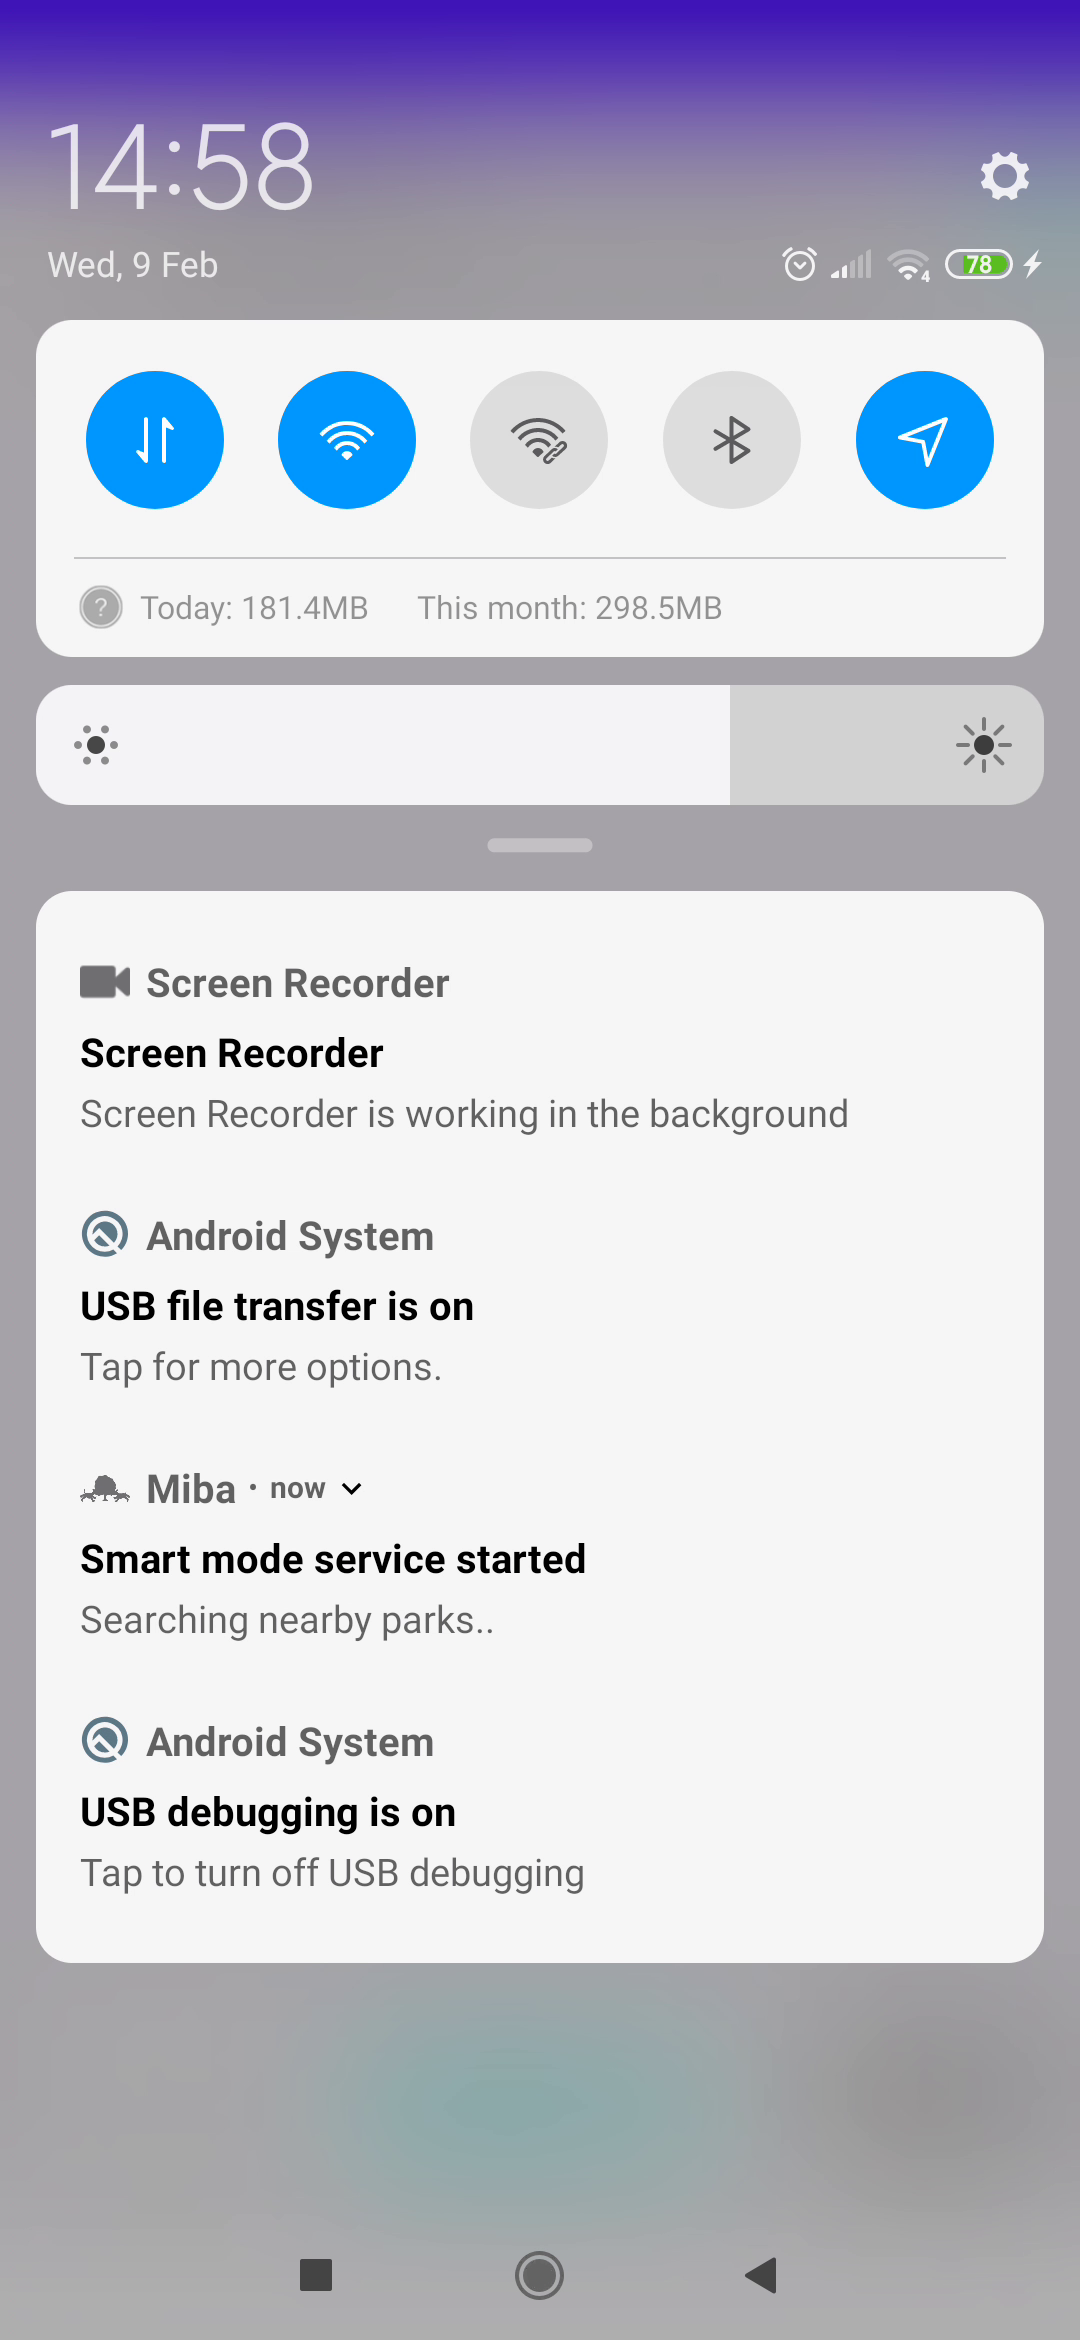 14:58
Wed, 9 Feb
4 78
?
Today: 181.4MB This month: 298.5MB
Screen Recorder
Screen Recorder
Screen Recorder is working in the background
Android System
USB file transfer is on
Tap for more options.
Miba · now
Smart mode service started
Searching nearby parks..
Android System
USB debugging is on
Tap to turn off USB debugging